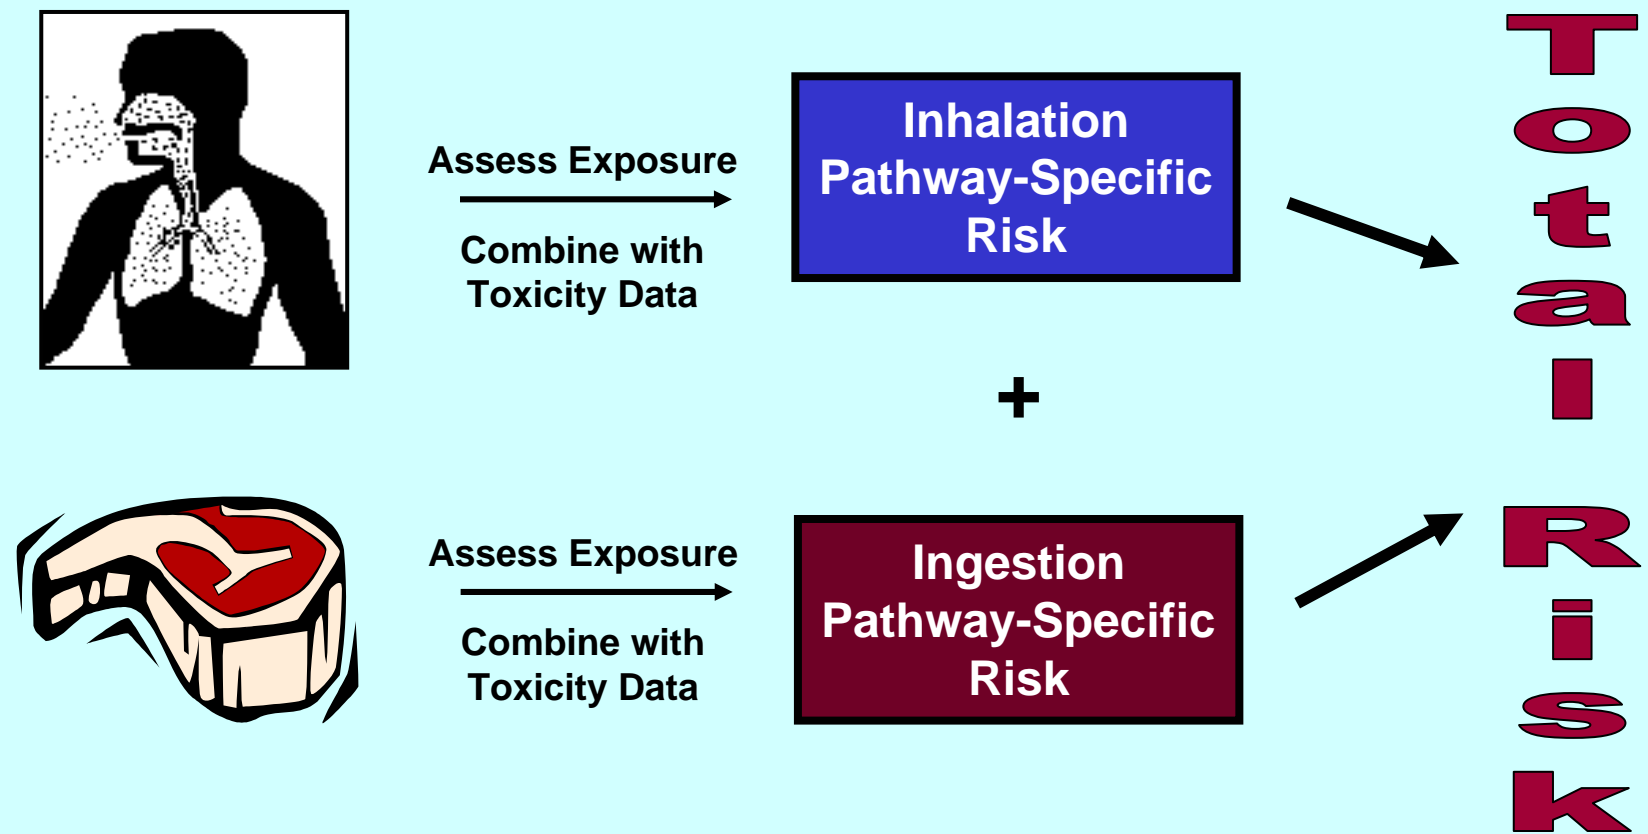 Assess Exposure
Combine with
Toxicity Data
Inhalation
Pathway-Specific
Risk
+
Assess Exposure
Combine with
Toxicity Data
Ingestion
Pathway-Specific
Risk
Total Risk